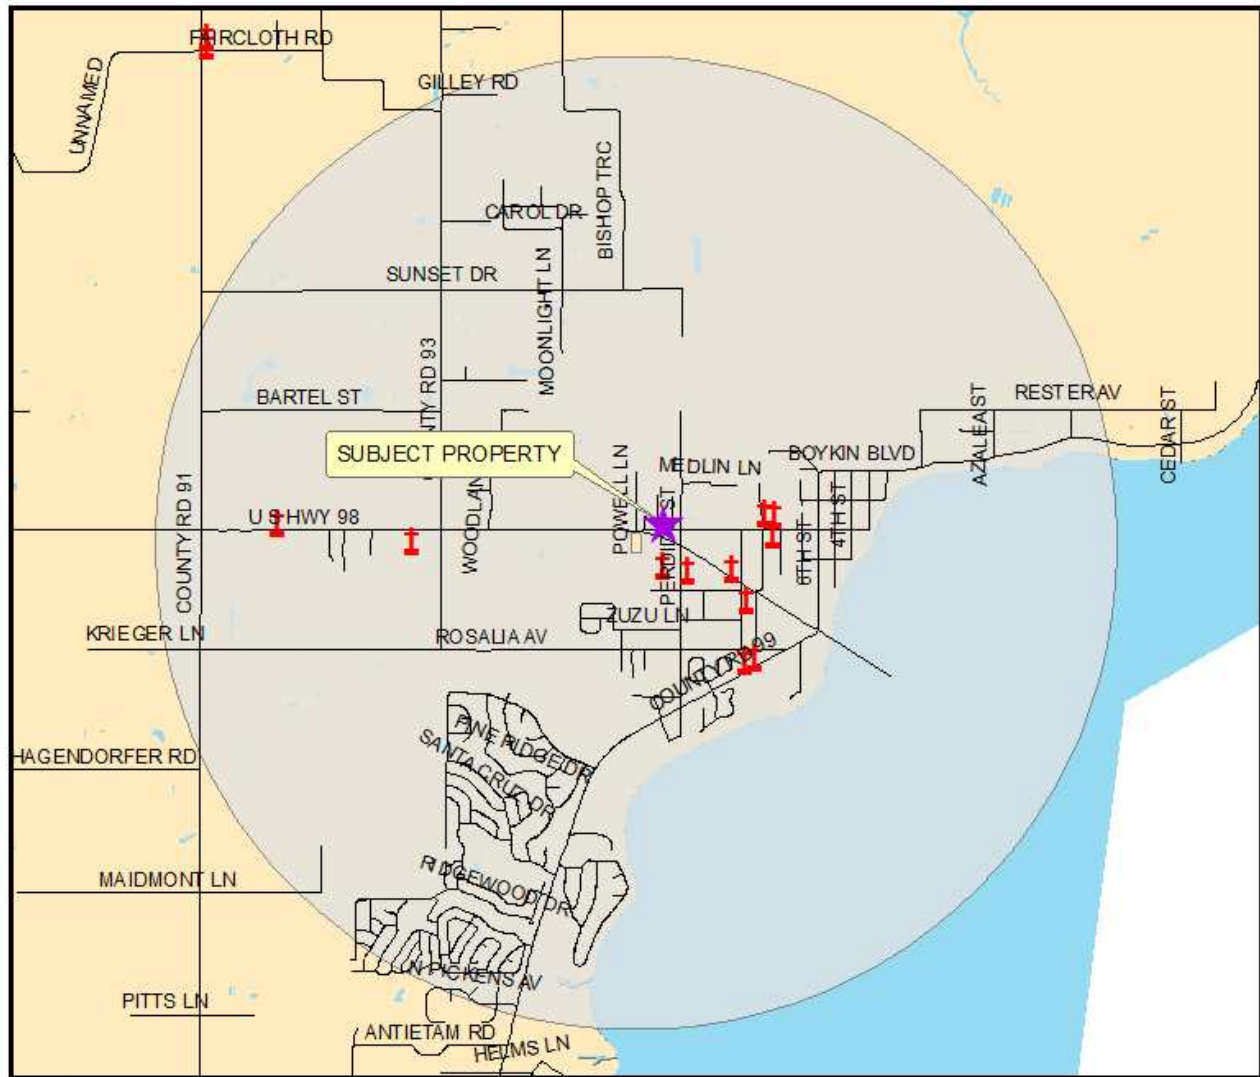 FAIRCLOTH RD
UNNAMED
GILLEY RD
BISHOP TRC
CAROL DR
MOONLIGHT LN
SUNSET DR
NTY RD 93
BARTEL ST
RESTER AV
AZALEA ST
CEDAR ST
SUBJECT PROPERTY
BOYKIN BLVD
MEDLIN LN
POWELL LN
4TH ST
COUNTY RD 91
U S HWY 98
WOODLAN
6TH ST
ZUZU LN
KRIEGER LN
ROSALIA AV
COUNTY RD 99
PINE RIDGE DR
SANTA CRUZ DR
HAGENDORFER RD
RIDGEWOOD DR
MAIDMONT LN
N PICKENS AV
PITTS LN
ANTIETAM RD
HELMS LN